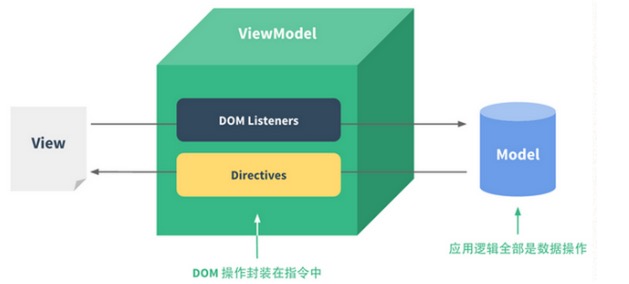 ViewModel
DOM Listeners
View
Model
Directives
应用逻辑全部是数据操作
DOM 操作封装在指令中